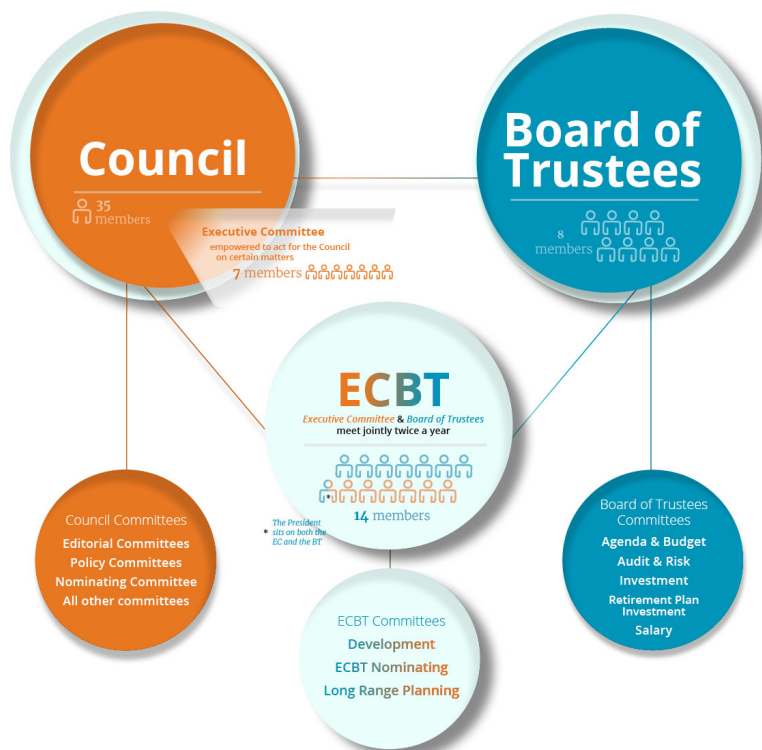 Council
35
members
Executive Committee
empowered to act for the Council
on certain matters
7 members
Board of
Trustees
8
members
ECBT
Executive Committee & Board of Trustees
meet jointly twice a year
14 members
The President
* sits on both the
EC and the BT
*
Council Committees
Editorial Committees
Policy Committees
Nominating Committee
All other committees
ECBT Committees
Development
ECBT Nominating
Long Range Planning
Board of Trustees
Committees
Agenda & Budget
Audit & Risk
Investment
Retirement Plan
Investment
Salary